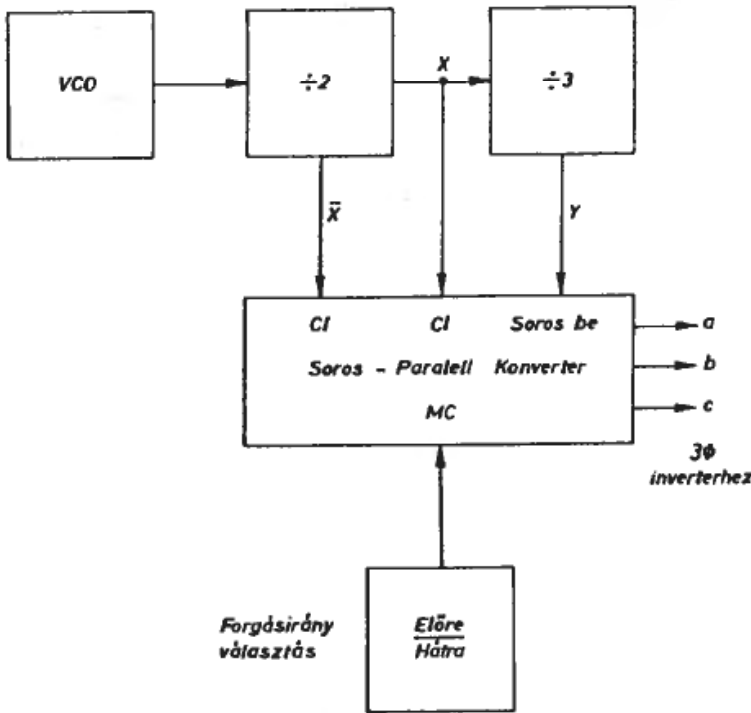 VCO
÷2
X
÷3
X̄
Y
Cl
Cl
Soros be
Soros - Paralell Konverter
MC
a
b
c
3Φ
inverterhez
Forgásirány
választás
Előre
Hátra